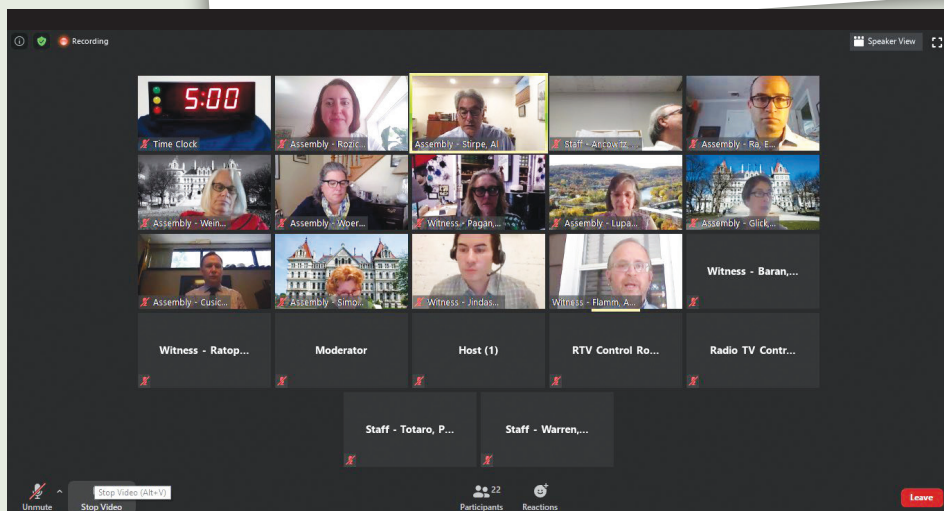 Recording
Speaker View
5:00
Time Clock
Assembly - Rozic...
Assembly - Stirpe, Al
Staff - Ancowitz,...
Assembly - Ra, E...
Assembly - Wein...
Assembly - Woer...
Witness - Pagan,...
Assembly - Lupa...
Assembly - Glick,...
Assembly - Cusic...
Assembly - Simo...
Witness - Jindas...
Witness - Flamm, A...
Witness - Baran,...
Witness - Ratop...
Moderator
Host (1)
RTV Control Ro...
Radio TV Contr...
Staff - Totaro, P...
Staff - Warren,...
Stop Video (Alt+V)
22
Unmute
Stop Video
Participants
Reactions
Leave